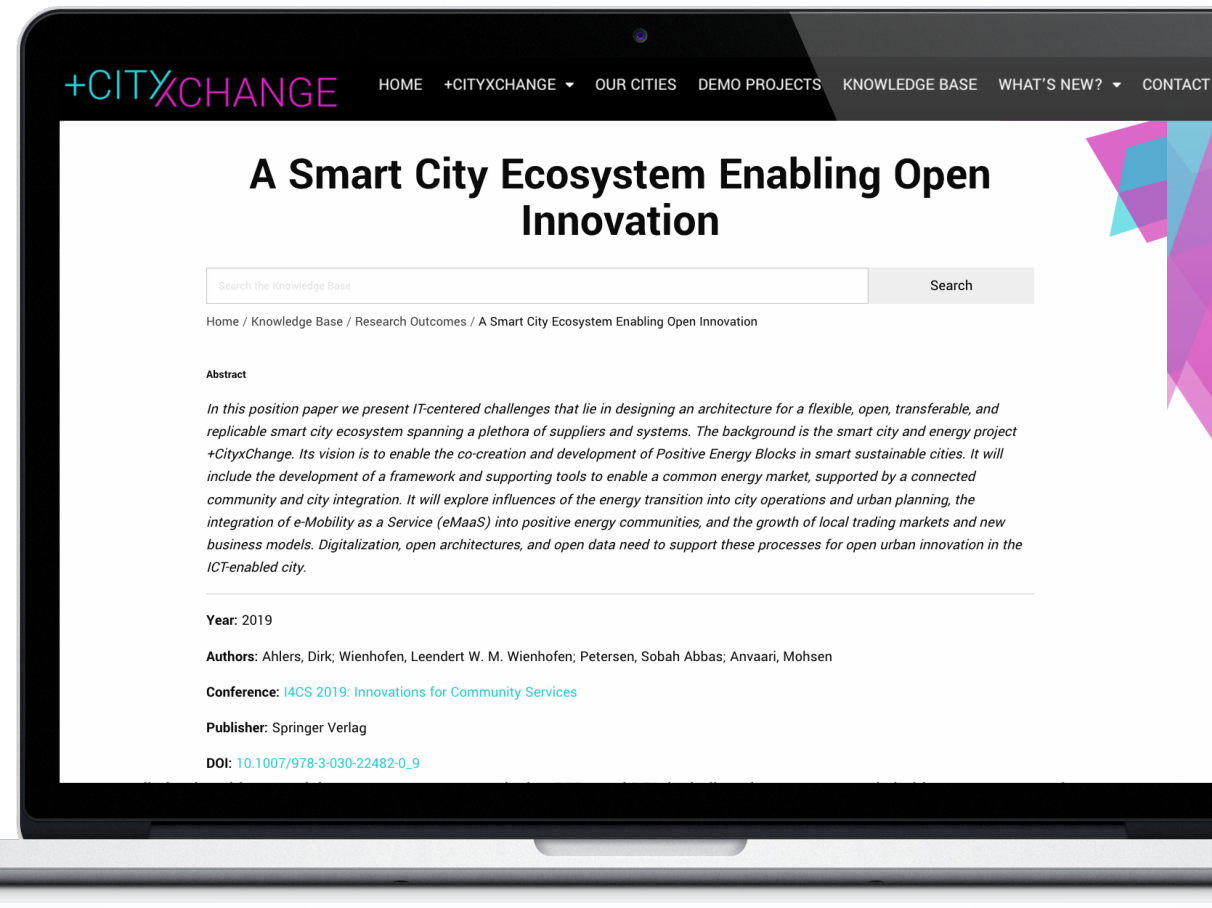 +CITYXCHANGE
HOME +CITYXCHANGE OUR CITIES DEMO PROJECTS KNOWLEDGE BASE WHAT'S NEW? CONTACT
A Smart City Ecosystem Enabling Open
Innovation
Search the Knowledge Base
Search
Home / Knowledge Base / Research Outcomes / A Smart City Ecosystem Enabling Open Innovation
Abstract
In this position paper we present IT-centered challenges that lie in designing an architecture for a flexible, open, transferable, and
replicable smart city ecosystem spanning a plethora of suppliers and systems. The background is the smart city and energy project
+CityxChange. Its vision is to enable the co-creation and development of Positive Energy Blocks in smart sustainable cities. It will
include the development of a framework and supporting tools to enable a common energy market, supported by a connected
community and city integration. It will explore influences of the energy transition into city operations and urban planning, the
integration of e-Mobility as a Service (eMaaS) into positive energy communities, and the growth of local trading markets and new
business models. Digitalization, open architectures, and open data need to support these processes for open urban innovation in the
ICT-enabled city.
Year: 2019
Authors: Ahlers, Dirk; Wienhofen, Leendert W. M. Wienhofen; Petersen, Sobah Abbas; Anvaari, Mohsen
Conference: I4CS 2019: Innovations for Community Services
Publisher: Springer Verlag
DOI: 10.1007/978-3-030-22482-0_9